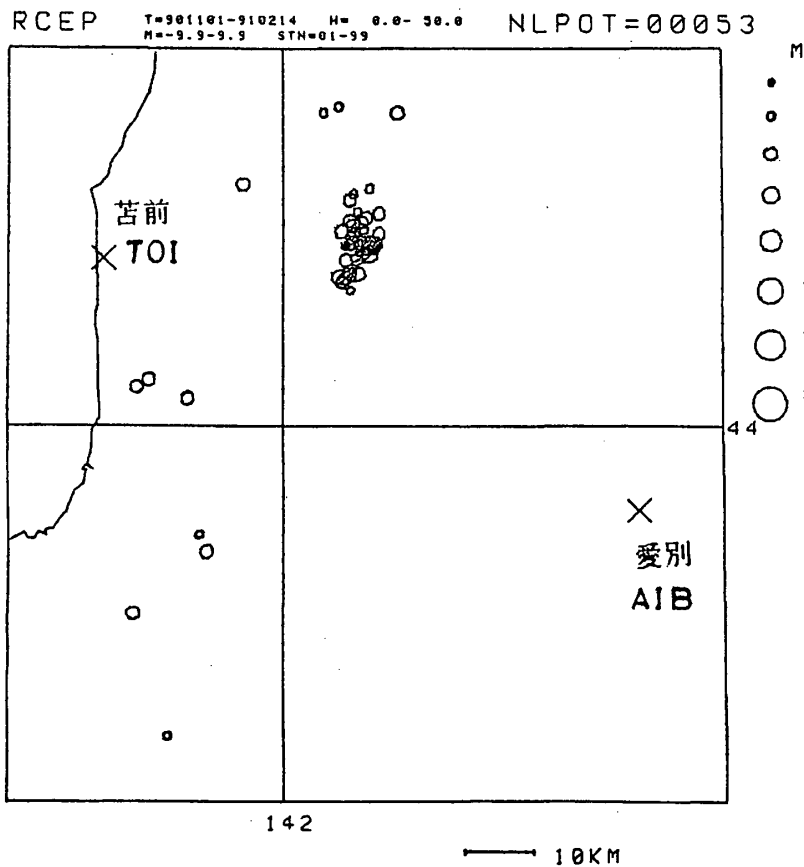 RCEP T=901101-910214 H= 0.0- 50.0 NLPOT=00053
M=-9.9-9.9 STN=01-99
M
苫前
TOI
44
愛別
AIB
142
10KM